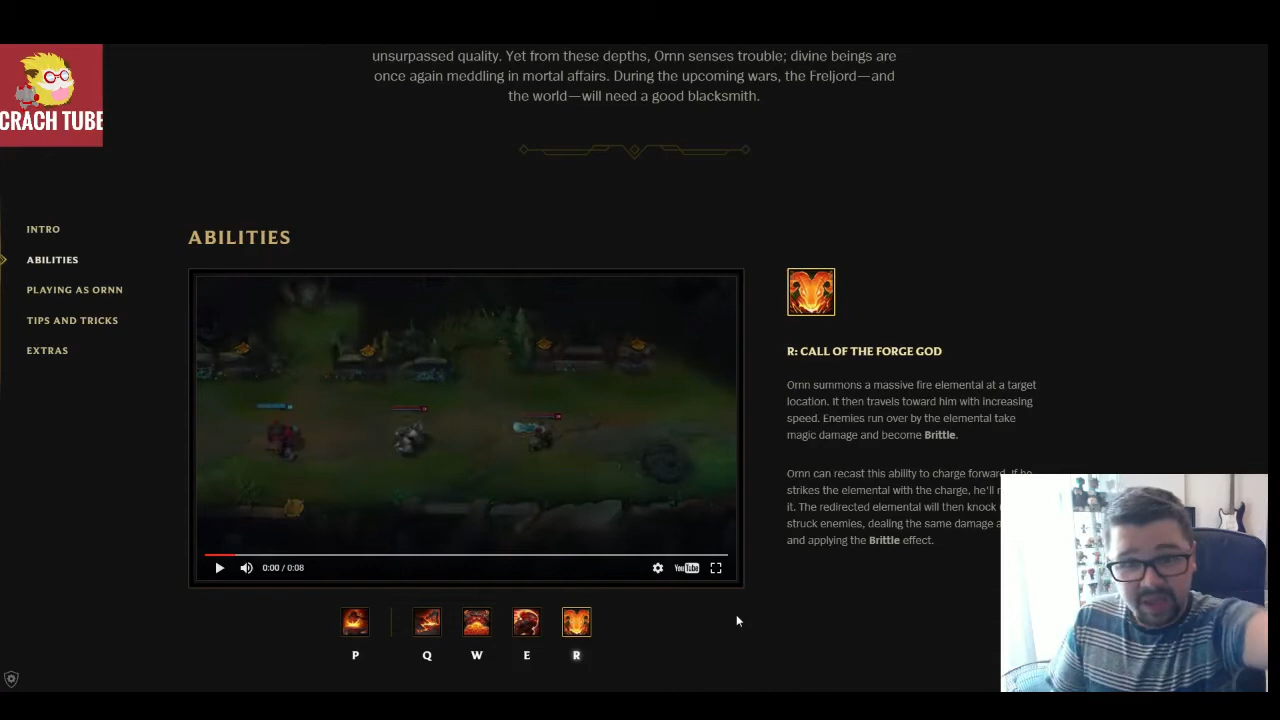 unsurpassed quality. Yet from these depths, Ornn senses trouble; divine beings are
once again meddling in mortal affairs. During the upcoming wars, the Freljord—and
the world—will need a good blacksmith.
CRACH TUBE
INTRO
ABILITIES
PLAYING AS ORNN
TIPS AND TRICKS
EXTRAS
ABILITIES
0:00 / 0:08
YouTube
P
Q
W
E
R
R: CALL OF THE FORGE GOD
Ornn summons a massive fire elemental at a target
location. It then travels toward him with increasing
speed. Enemies run over by the elemental take
magic damage and become Brittle.
Ornn can recast this ability to charge forward. If he
strikes the elemental with the charge, he'll
it. The redirected elemental will then knock
struck enemies, dealing the same damage
and applying the Brittle effect.